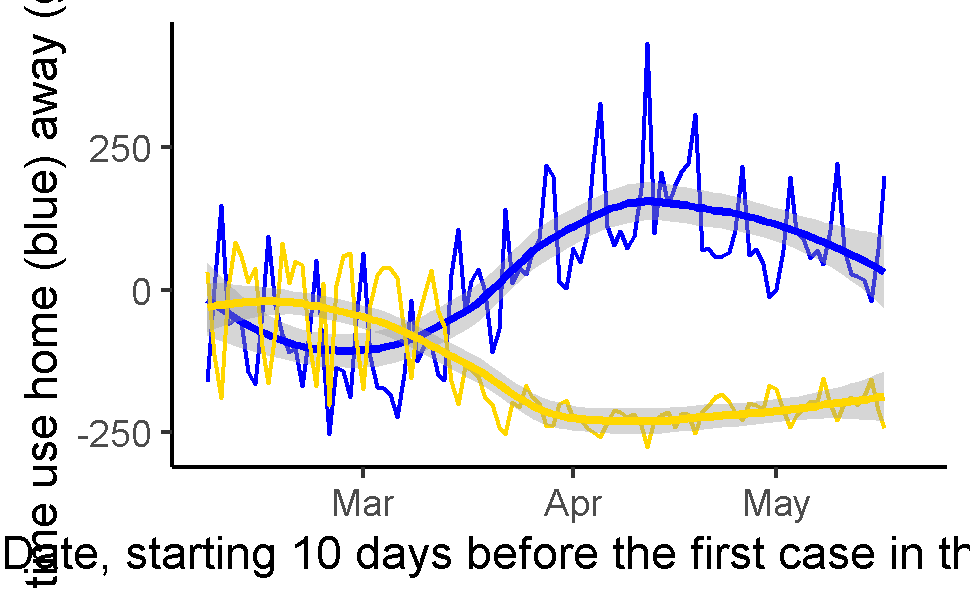 time use home (blue) away (
250
0
-250
Mar Apr May
Date, starting 10 days before the first case in th